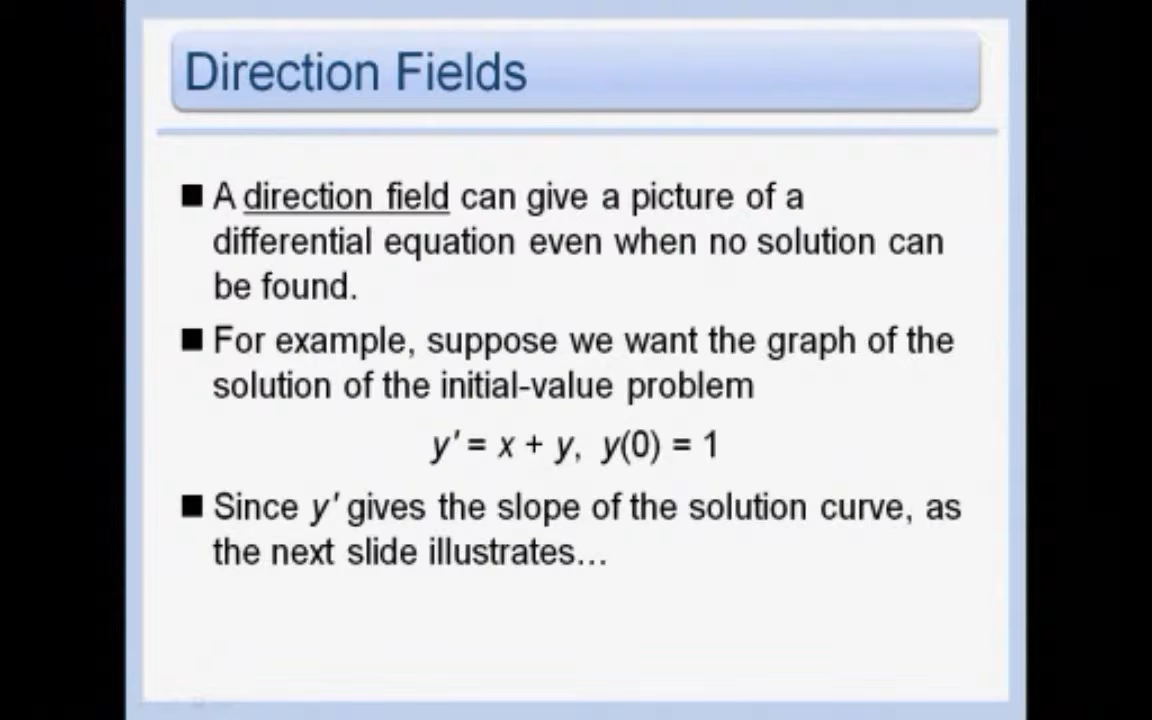 Direction Fields
■ A direction field can give a picture of a
differential equation even when no solution can
be found.
■ For example, suppose we want the graph of the
solution of the initial-value problem
y′ = x + y, y(0) = 1
■ Since y′ gives the slope of the solution curve, as
the next slide illustrates…